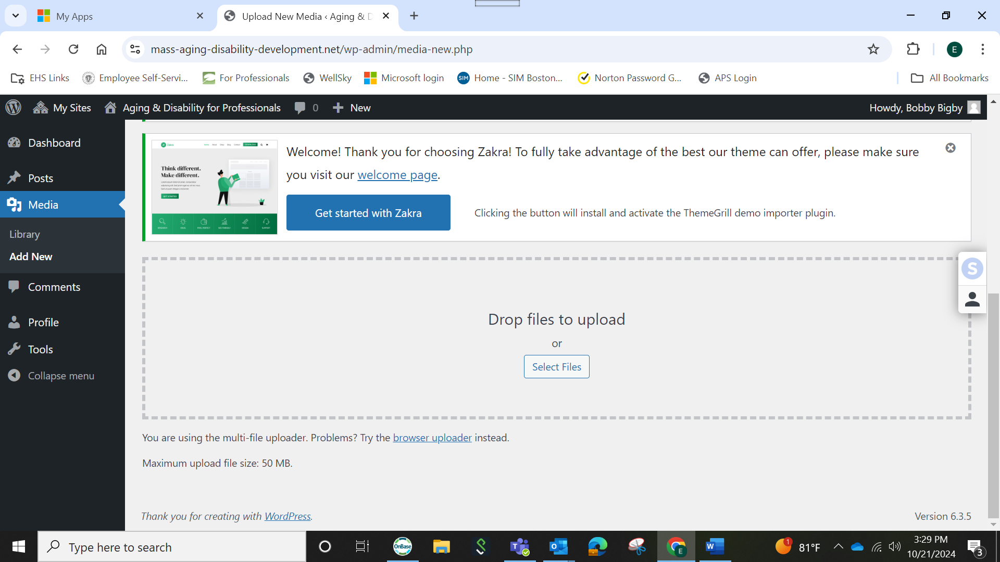 My Apps
Upload New Media ‹ Aging & D
mass-aging-disability-development.net/wp-admin/media-new.php
E
EHS Links
Employee Self-Servi...
For Professionals
WellSky
Microsoft login
SIM
Home - SIM Boston...
Norton Password G...
APS Login
All Bookmarks
My Sites
Aging & Disability for Professionals
0
New
Howdy, Bobby Bigby
Dashboard
Posts
Media
Library
Add New
Comments
Profile
Tools
Collapse menu
Zakra
Think different.
Make different.
GET STARTED
Welcome! Thank you for choosing Zakra! To fully take advantage of the best our theme can offer, please make sure
you visit our welcome page.
Get started with Zakra
Clicking the button will install and activate the ThemeGrill demo importer plugin.
S
Drop files to upload
or
Select Files
You are using the multi-file uploader. Problems? Try the browser uploader instead.
Maximum upload file size: 50 MB.
Thank you for creating with WordPress.
Version 6.3.5
Type here to search
OnBase
E
1
81°F
3:29 PM
10/21/2024
3